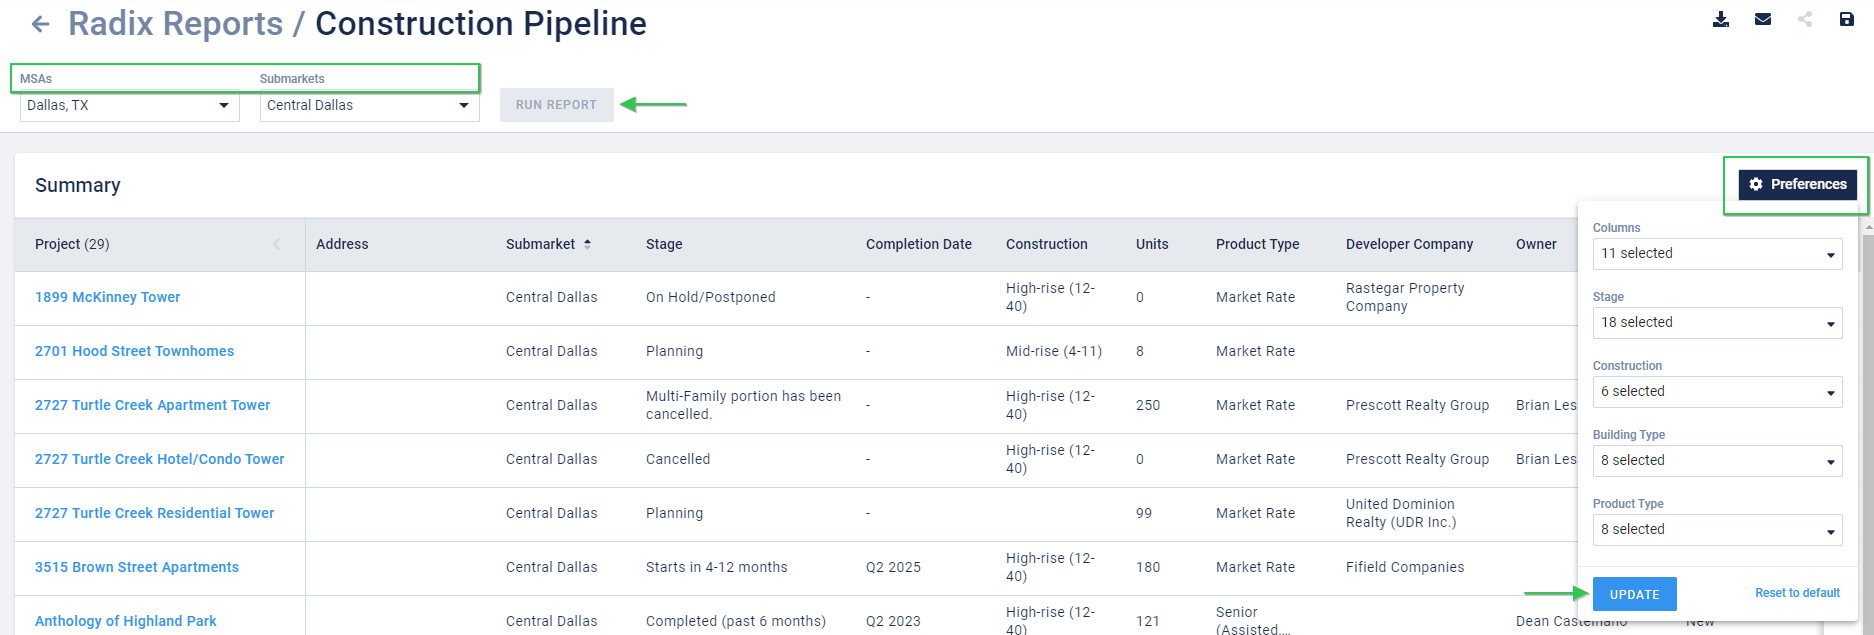 Radix Reports / Construction Pipeline
MSAs
Submarkets
Dallas, TX
Central Dallas
RUN REPORT
Summary
Preferences
Project (29)
Address
Submarket
Stage
Completion Date
Construction
Units
Product Type
Developer Company
Owner
1899 McKinney Tower
Central Dallas
On Hold/Postponed
-
High-rise (12-
40)
0
Market Rate
Rastegar Property
Company
2701 Hood Street Townhomes
Central Dallas
Planning
-
Mid-rise (4-11)
8
Market Rate
2727 Turtle Creek Apartment Tower
Central Dallas
Multi-Family portion has been
cancelled.
-
High-rise (12-
40)
250
Market Rate
Prescott Realty Group
Brian Les
2727 Turtle Creek Hotel/Condo Tower
Central Dallas
Cancelled
-
High-rise (12-
40)
0
Market Rate
Prescott Realty Group
Brian Les
2727 Turtle Creek Residential Tower
Central Dallas
Planning
-
99
Market Rate
United Dominion
Realty (UDR Inc.)
3515 Brown Street Apartments
Central Dallas
Starts in 4-12 months
Q2 2025
High-rise (12-
40)
180
Market Rate
Fifield Companies
Anthology of Highland Park
Central Dallas
Completed (past 6 months)
Q2 2023
High-rise (12-
40)
121
Senior
(Assisted,...
Dean Castelhano
New
Columns
11 selected
Stage
18 selected
Construction
6 selected
Building Type
8 selected
Product Type
8 selected
UPDATE
Reset to default